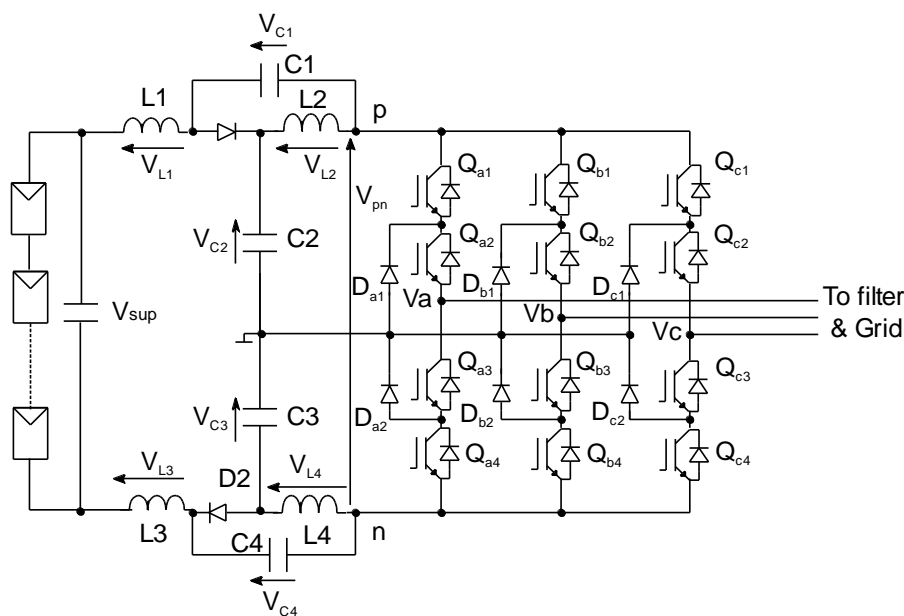 V_C1
C1
L1
L2
p
V_L1
V_L2
Q_a1
Q_b1
Q_c1
V_pn
V_C2
C2
Q_a2
Q_b2
Q_c2
D_a1
D_b1
D_c1
V_sup
Va
Vb
Vc
To filter
& Grid
Q_a3
Q_b3
Q_c3
V_C3
C3
D_a2
D_b2
D_c2
V_L3
D2
V_L4
Q_a4
Q_b4
Q_c4
L3
L4
n
C4
V_C4